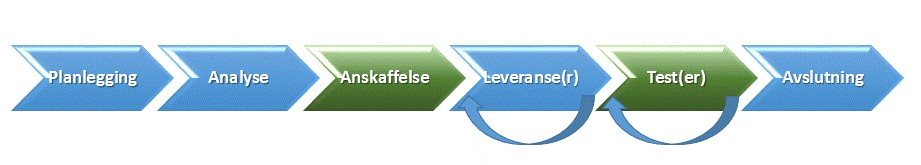 Planlegging
Analyse
Anskaffelse
Leveranse(r)
Test(er)
Avslutning